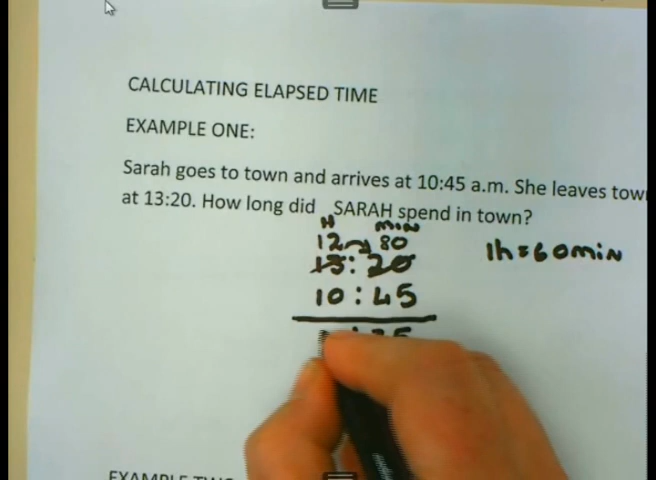 CALCULATING ELAPSED TIME
EXAMPLE ONE:
Sarah goes to town and arrives at 10:45 a.m. She leaves tow
at 13:20. How long did SARAH spend in town?
H MIN
12 80
13:20 1h=60min
10:45